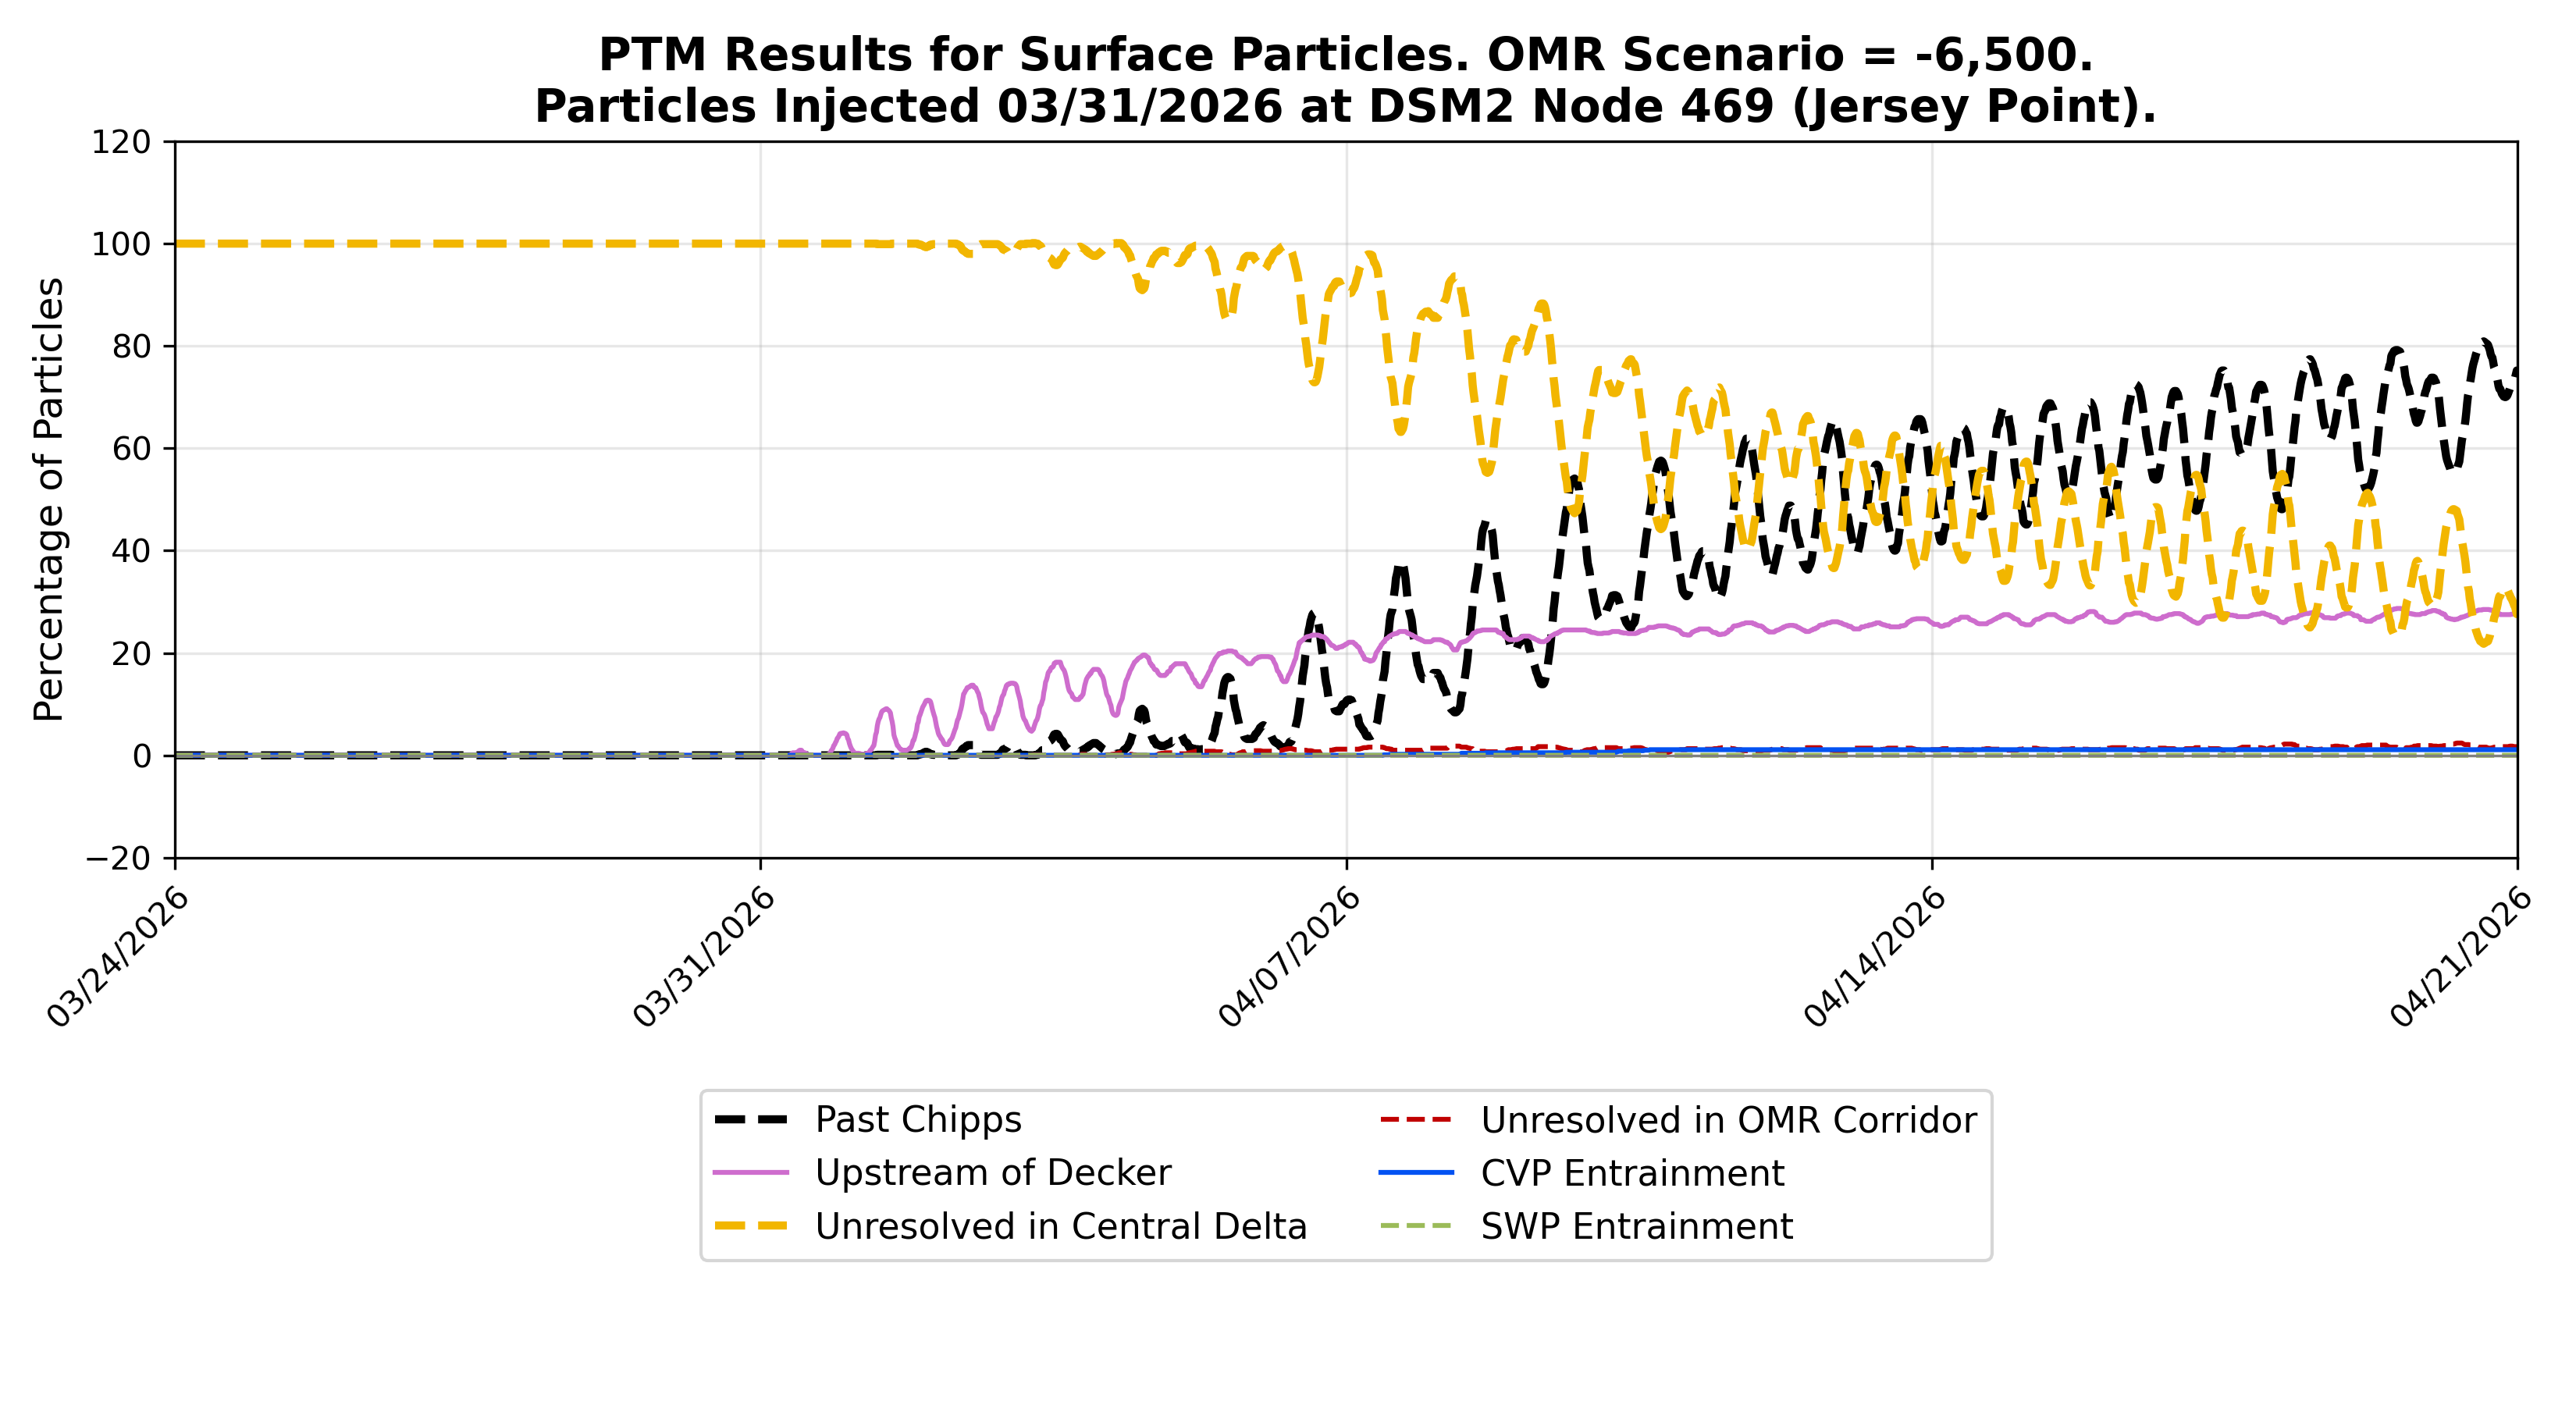 PTM Results for Surface Particles. OMR Scenario = -6,500.
Particles Injected 03/31/2026 at DSM2 Node 469 (Jersey Point).
Percentage of Particles
120
100
80
60
40
20
0
−20
03/24/2026
03/31/2026
04/07/2026
04/14/2026
04/21/2026
Past Chipps
Upstream of Decker
Unresolved in Central Delta
Unresolved in OMR Corridor
CVP Entrainment
SWP Entrainment